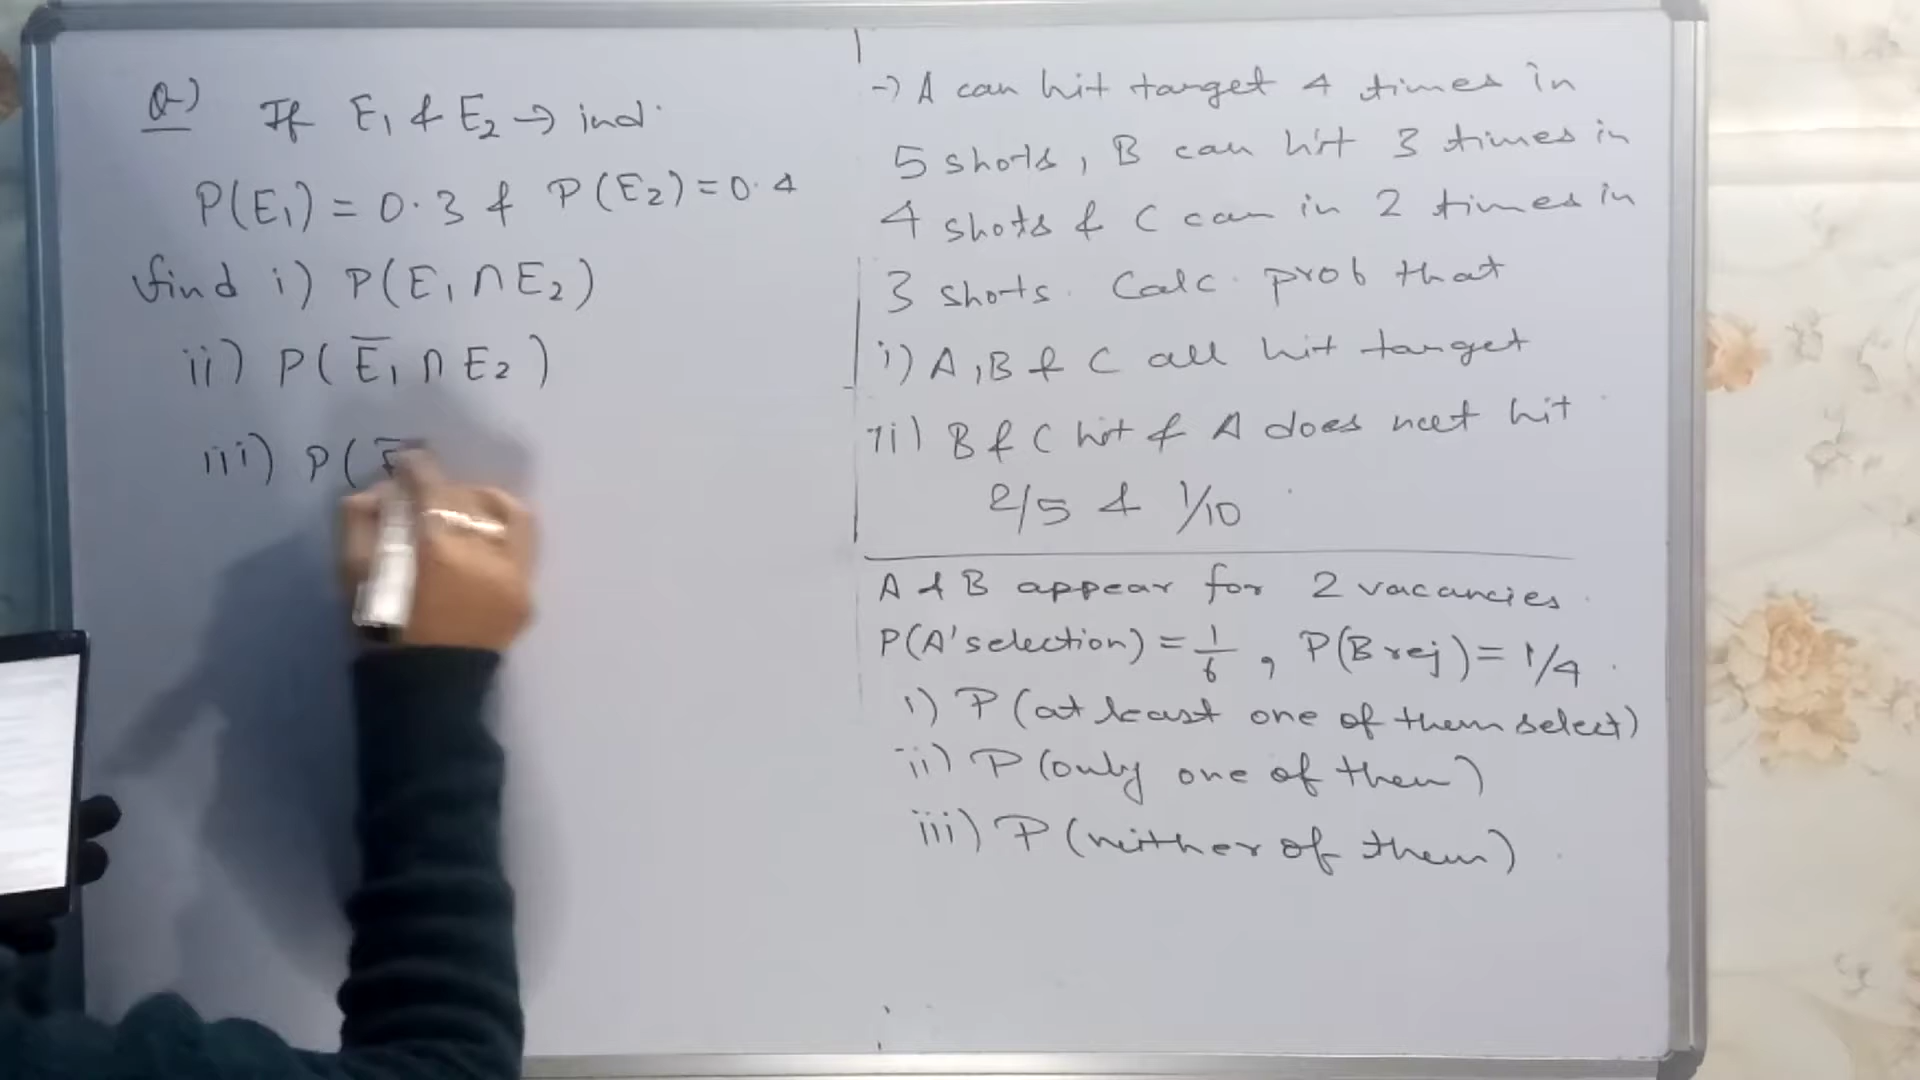 Q) If E₁ & E₂ → ind.
P(E₁) = 0.3 & P(E₂) = 0.4
find i) P(E₁ ∩ E₂)
ii) P(E̅₁ ∩ E₂)
iii) P(
→ A can hit target 4 times in
5 shots, B can hit 3 times in
4 shots & C can in 2 times in
3 shots. Calc. prob that
i) A, B & C all hit target
ii) B & C hit & A does not hit
2/5 & 1/10
A & B appear for 2 vacancies.
P(A' selection) = 1/6, P(B rej) = 1/4.
i) P (at least one of them select)
ii) P (only one of them)
iii) P (neither of them)